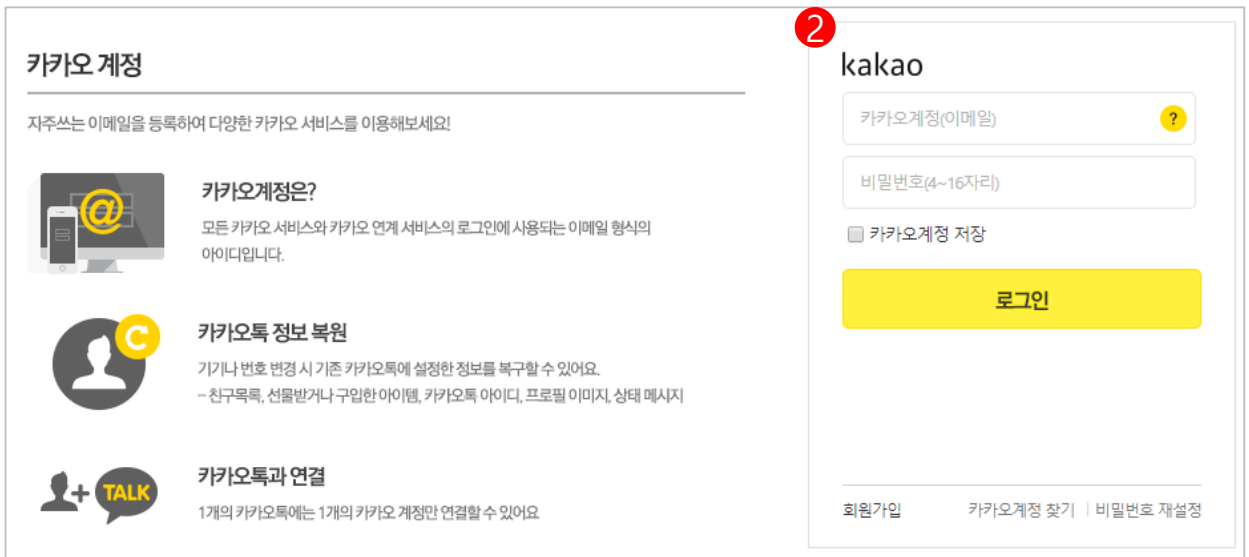 카카오 계정
자주쓰는 이메일을 등록하여 다양한 카카오 서비스를 이용해보세요!
@
카카오계정은?
모든 카카오 서비스와 카카오 연계 서비스의 로그인에 사용되는 이메일 형식의
아이디입니다.
카카오톡 정보 복원
기기나 번호 변경 시 기존 카카오톡에 설정한 정보를 복구할 수 있어요.
– 친구목록, 선물받거나 구입한 아이템, 카카오톡 아이디, 프로필 이미지, 상태 메시지
TALK
카카오톡과 연결
1개의 카카오톡에는 1개의 카카오 계정만 연결할 수 있어요
2
kakao
카카오계정(이메일)
?
비밀번호(4~16자리)
카카오계정 저장
로그인
회원가입
카카오계정 찾기 | 비밀번호 재설정